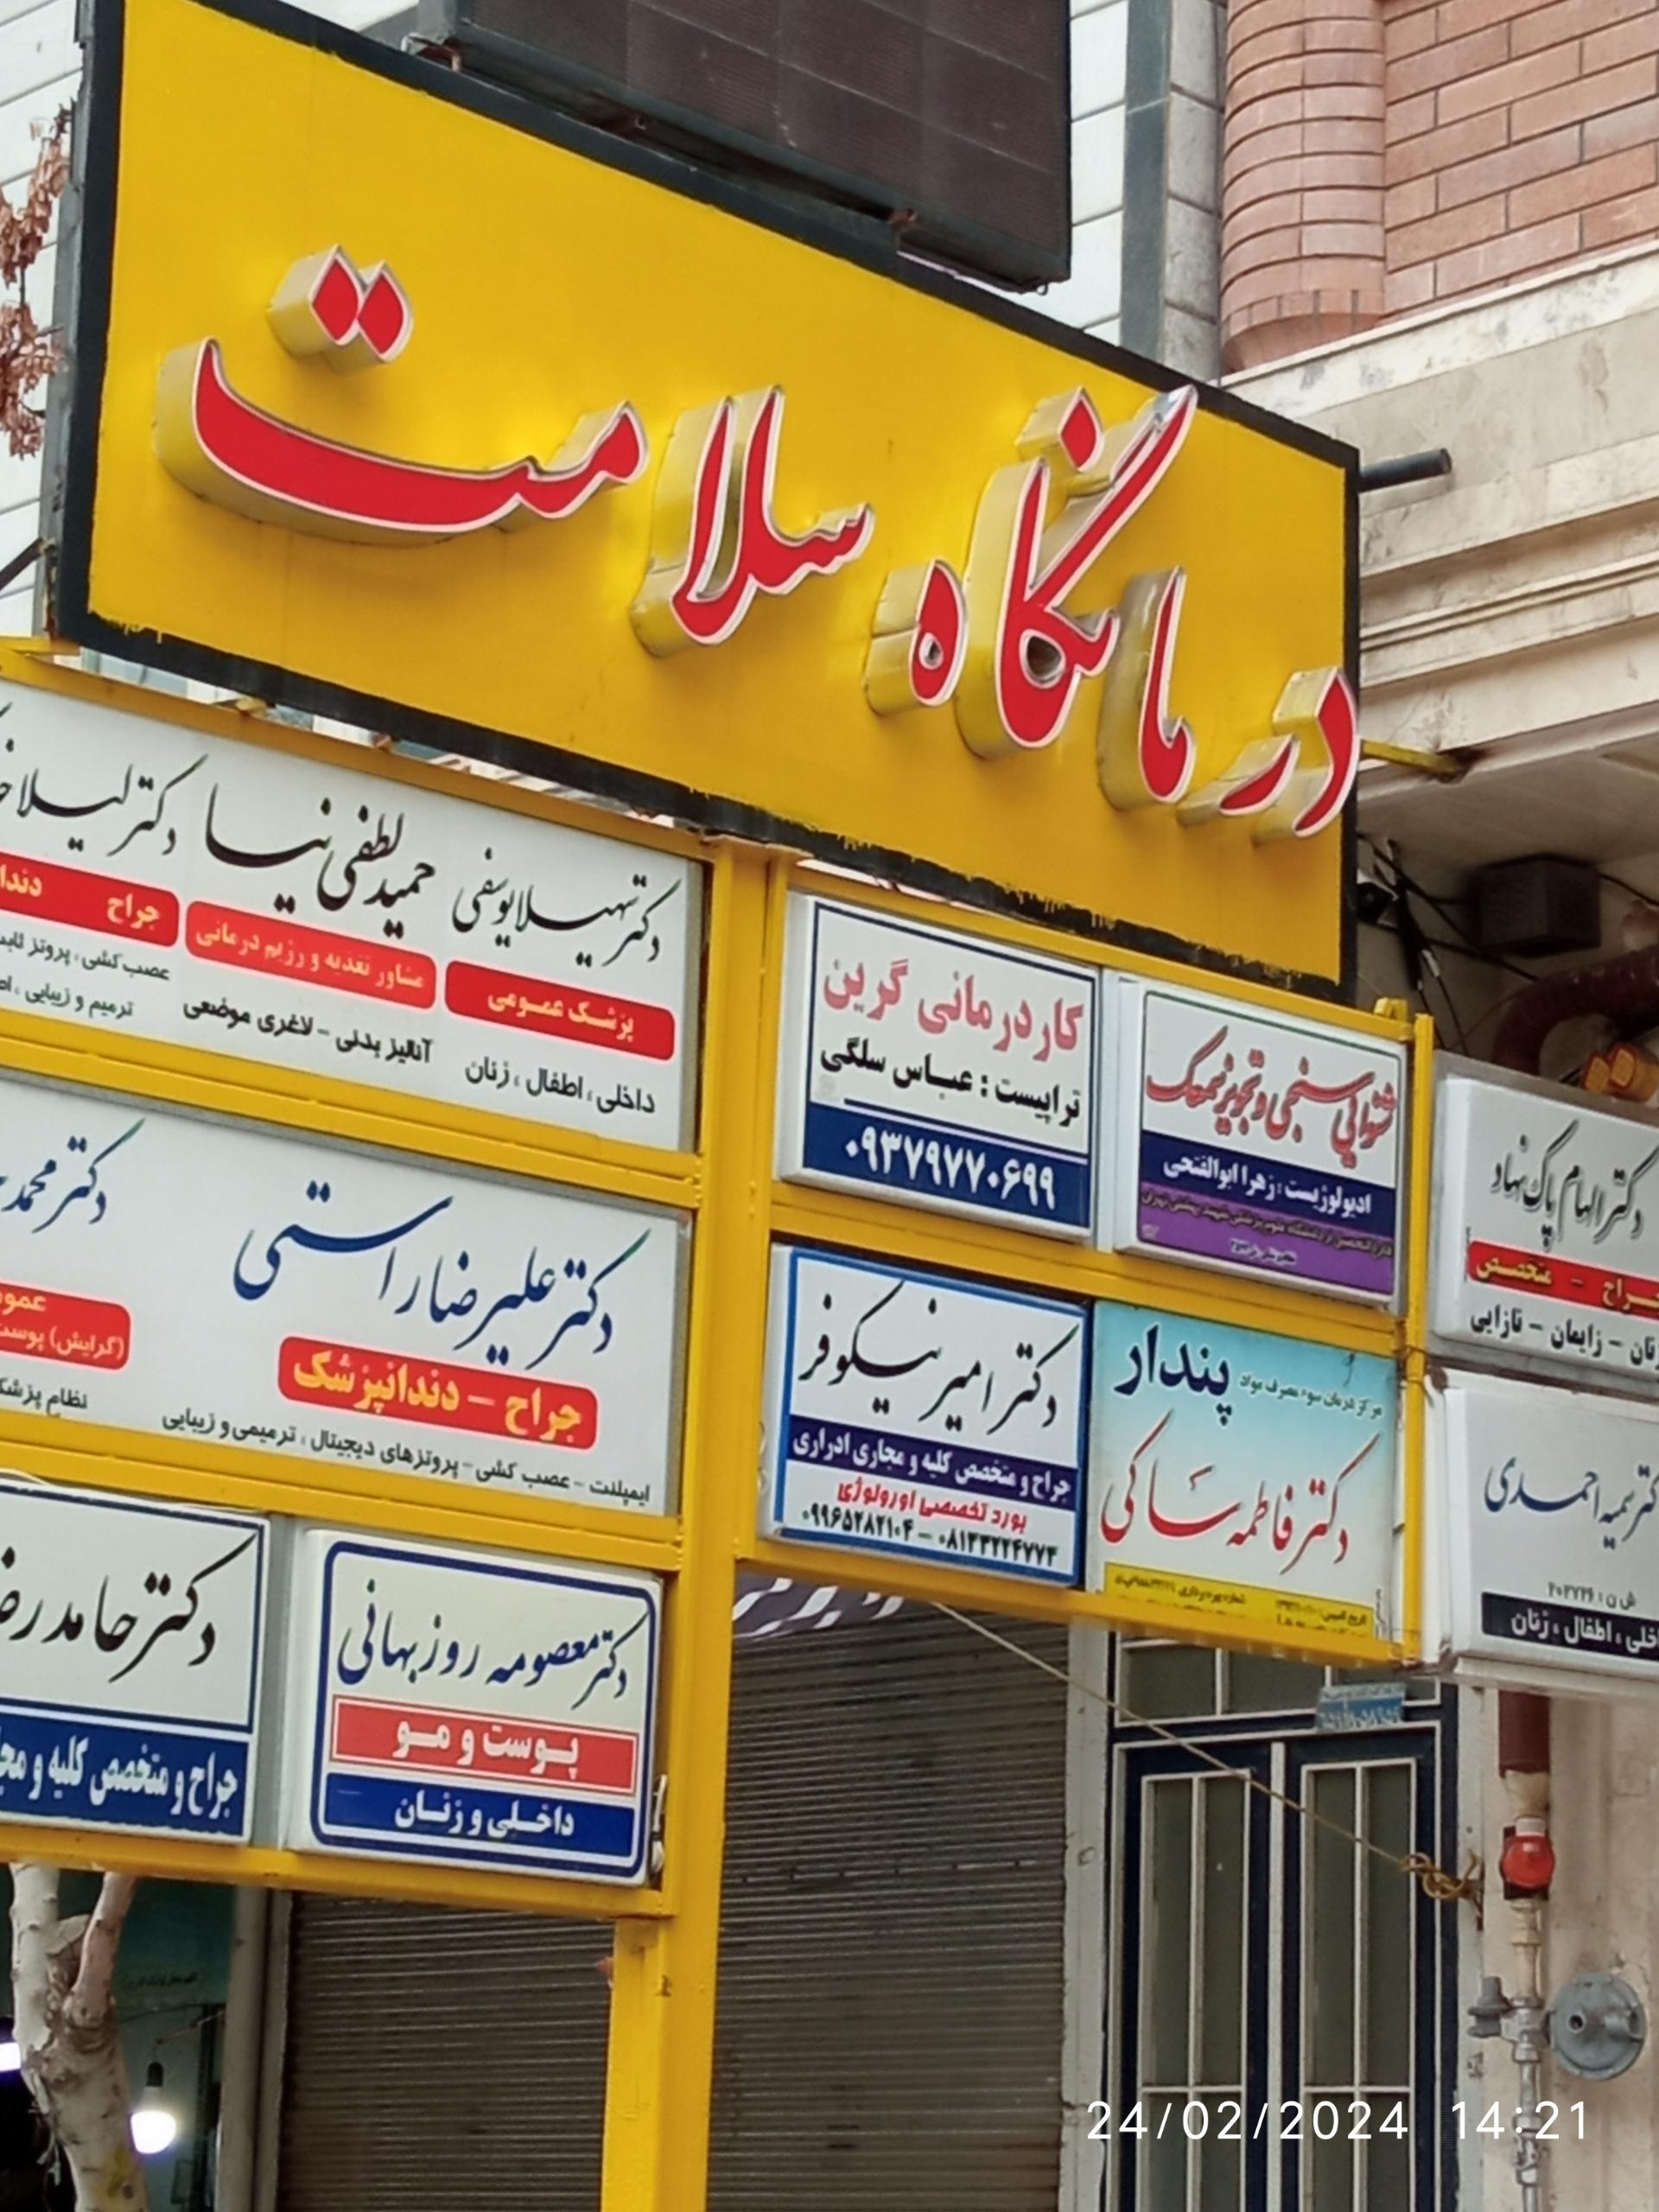 درمانگاه سلامت
دکتر سهیلا یوسفی
پزشک عمومی
داخلی ، اطفال ، زنان
حمید لطفی نیا
مشاور تغذیه و رژیم درمانی
آنالیز بدنی - لاغری موضعی
دکتر لیلا
جراح
عصب کشی ، پروتز
ترمیم و زیبایی ،
کاردرمانی گرین
تراپیست : عباس سلگی
۰۹۳۷۹۷۷۰۶۹۹
شنوایی سنجی و تجویز سمعک
ادیولوژیست : زهرا ابوالفتحی
دکتر الهام پاک نهاد
جراح - متخصص
زنان - زایمان - نازایی
دکتر علیرضا راستی
جراح - دندانپزشک
ایمپلنت - عصب کشی - پروتزهای دیجیتال ، ترمیمی و زیبایی
دکتر محمد
(گرایش) پوست
نظام
دکتر امیر نیکوفر
جراح و متخصص کلیه و مجاری ادراری
بورد تخصصی اورولوژی
۰۸۱۳۲۲۲۴۷۷۳ - ۰۹۹۶۵۲۸۲۱۰۴
مرکز درمان سوء مصرف مواد پندار
دکتر فاطمه ساکی
دکتر سمیه احمدی
ش ن : ۲۰۲۷۲۶
داخلی ، اطفال ، زنان
دکتر معصومه روزبهانی
پوست و مو
داخلی و زنان
دکتر حامد
جراح و متخصص کلیه و
24/02/2024 14:21